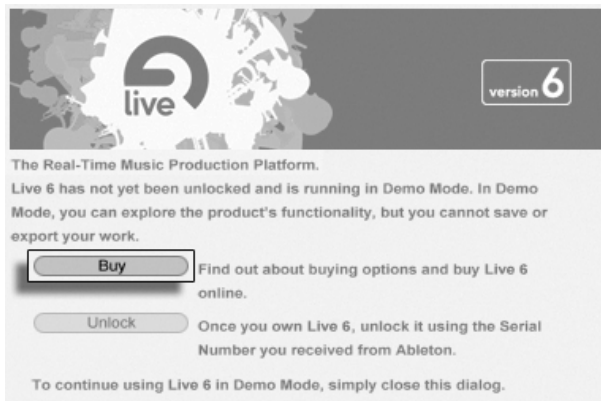 live
version 6
The Real-Time Music Production Platform.
Live 6 has not yet been unlocked and is running in Demo Mode. In Demo
Mode, you can explore the product's functionality, but you cannot save or
export your work.
Buy
Find out about buying options and buy Live 6
online.
Unlock
Once you own Live 6, unlock it using the Serial
Number you received from Ableton.
To continue using Live 6 in Demo Mode, simply close this dialog.